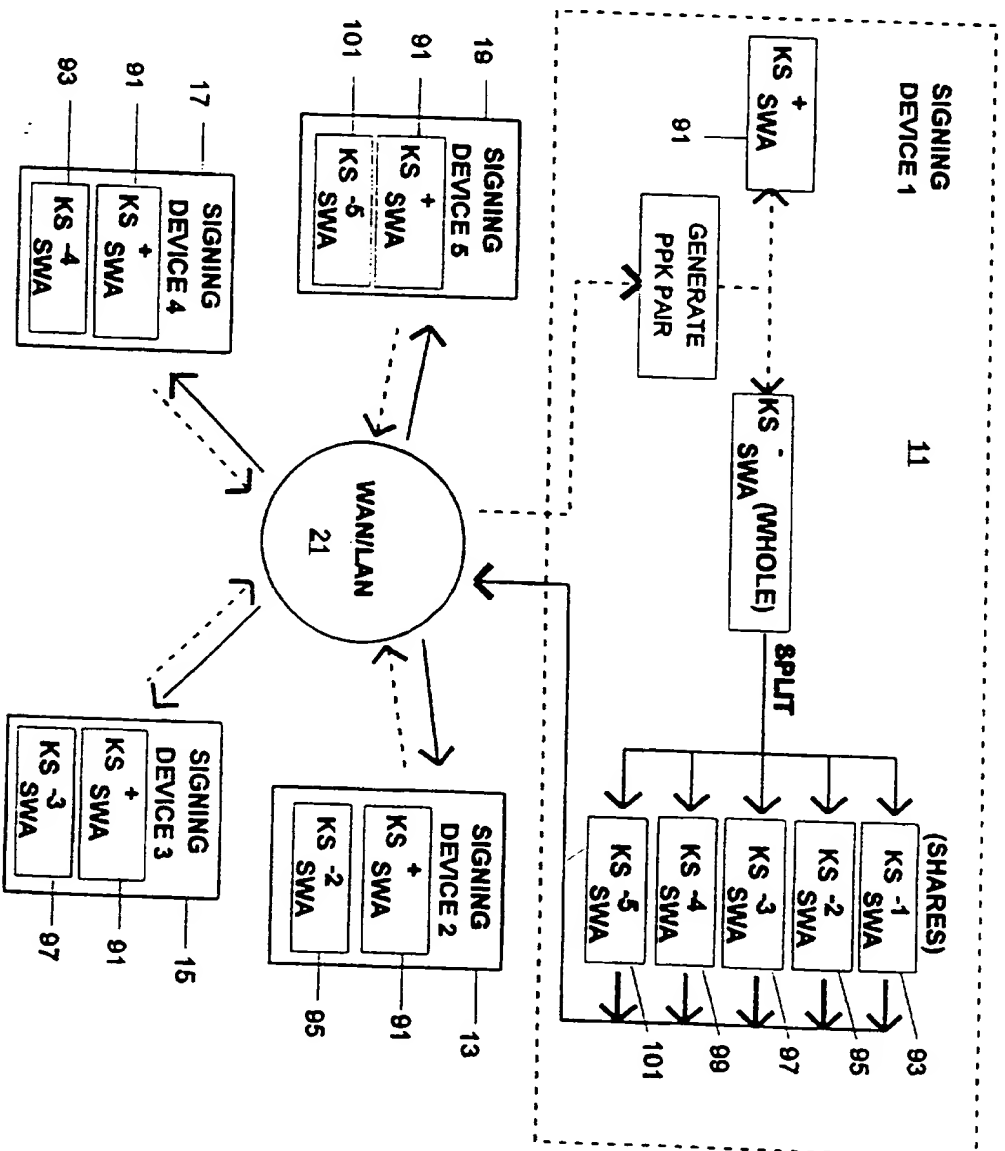 SIGNING
DEVICE 1
11
KS + SWA
91
GENERATE
PPK PAIR
KS - SWA (WHOLE)
SPLIT
(SHARES)
KS -1 SWA
93
KS -2 SWA
95
KS -3 SWA
97
KS -4 SWA
99
KS -5 SWA
101
WAN/LAN
21
SIGNING
DEVICE 5
KS + SWA
KS -5 SWA
19
91
101
SIGNING
DEVICE 2
KS + SWA
KS -2 SWA
13
91
95
SIGNING
DEVICE 4
KS + SWA
KS -4 SWA
17
91
93
SIGNING
DEVICE 3
KS + SWA
KS -3 SWA
15
91
97